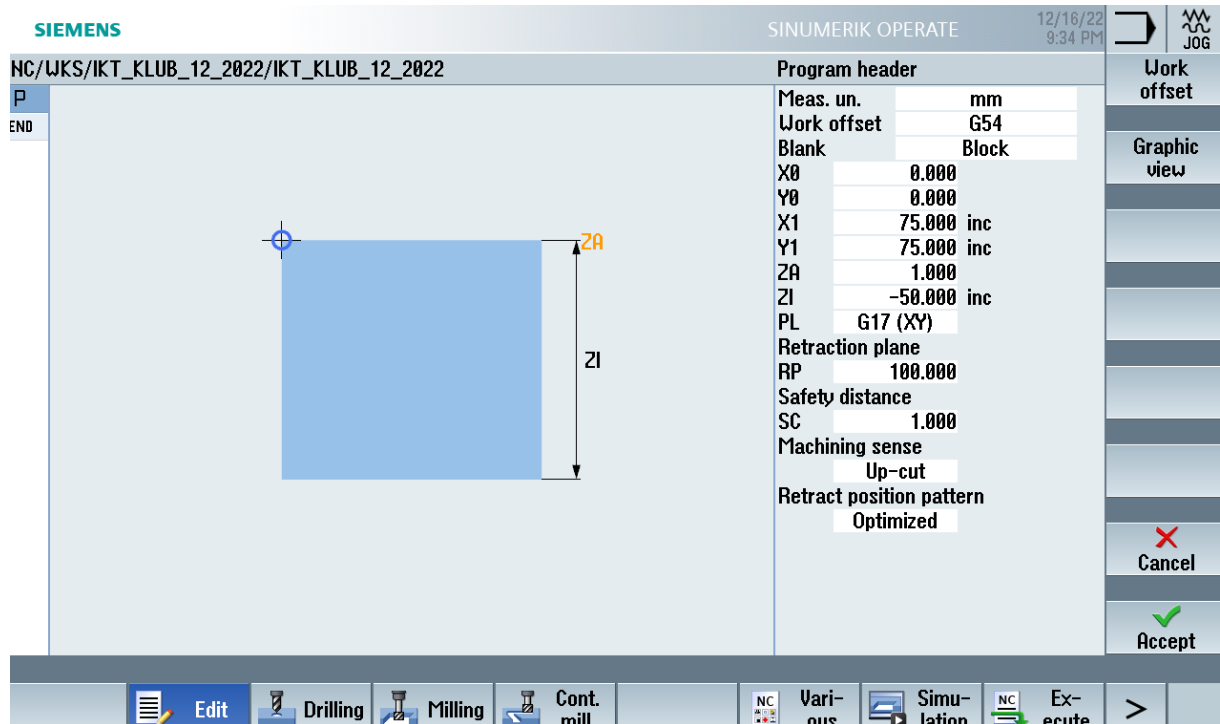 SIEMENS
SINUMERIK OPERATE
12/16/22
9:34 PM
JOG
NC/WKS/IKT_KLUB_12_2022/IKT_KLUB_12_2022
Program header
Work
offset
P
END
Meas. un. mm
Work offset G54
Blank Block
X0 0.000
Y0 0.000
X1 75.000 inc
Y1 75.000 inc
ZA 1.000
ZI -50.000 inc
PL G17 (XY)
Retraction plane
RP 100.000
Safety distance
SC 1.000
Machining sense
Up-cut
Retract position pattern
Optimized
ZA
ZI
Graphic
view
Cancel
Accept
Edit
Drilling
Milling
Cont.
mill.
NC
Vari-
ous
Simu-
lation
NC
Ex-
ecute
>